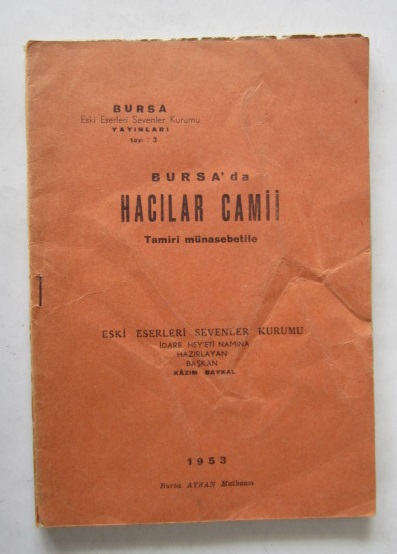 BURSA
Eski Eserleri Sevenler Kurumu
YAYINLARI
sayı : 3
BURSA'da
HACILAR CAMİİ
Tamiri münasebetile
ESKİ ESERLERİ SEVENLER KURUMU
İDARE HEY'ETİ NAMINA
HAZIRLAYAN
BAŞKAN
KÂZIM BAYKAL
1953
Bursa AYSAN Matbaası